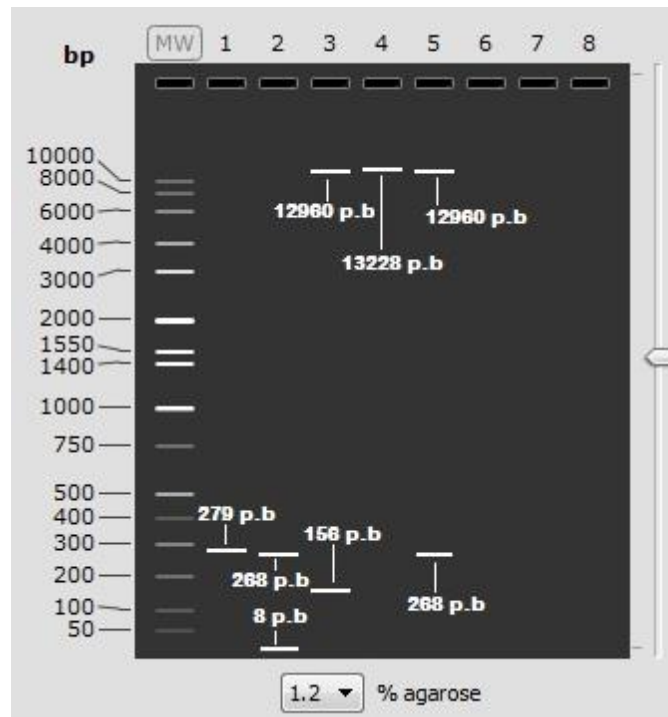 bp
MW 1 2 3 4 5 6 7 8
10000
8000
6000
4000
3000
2000
1550
1400
1000
750
500
400
300
200
100
50
12960 p.b
12960 p.b
13228 p.b
279 p.b
156 p.b
268 p.b
268 p.b
8 p.b
1.2 % agarose